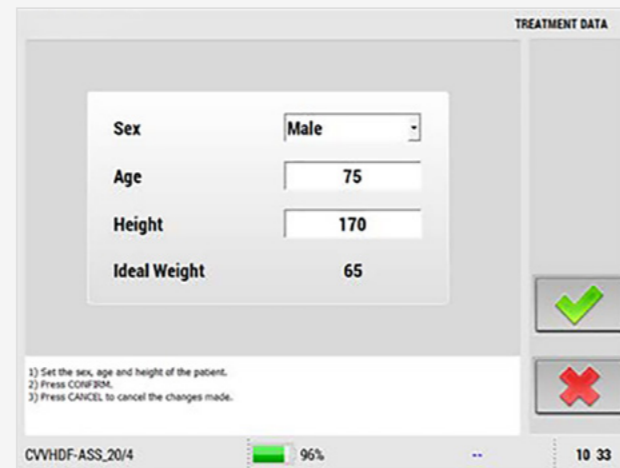 TREATMENT DATA
Sex Male
Age 75
Height 170
Ideal Weight 65
1) Set the sex, age and height of the patient.
2) Press CONFIRM.
3) Press CANCEL to cancel the changes made.
CVVHDF-ASS_20/4 96% -- 10 33